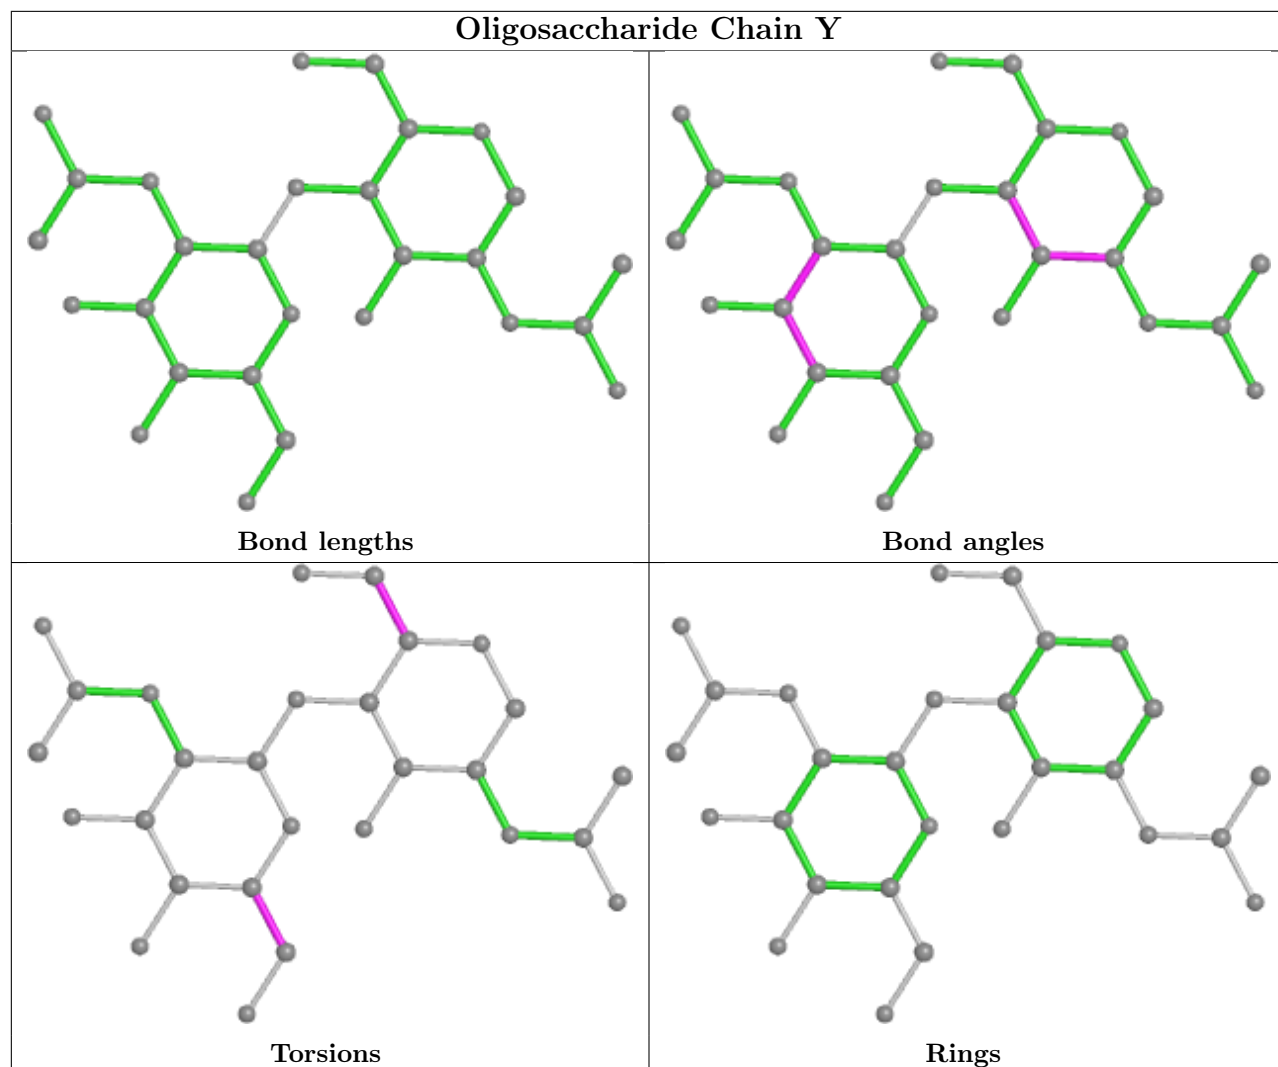 Oligosaccharide Chain Y
Bond lengths
Bond angles
Torsions
Rings